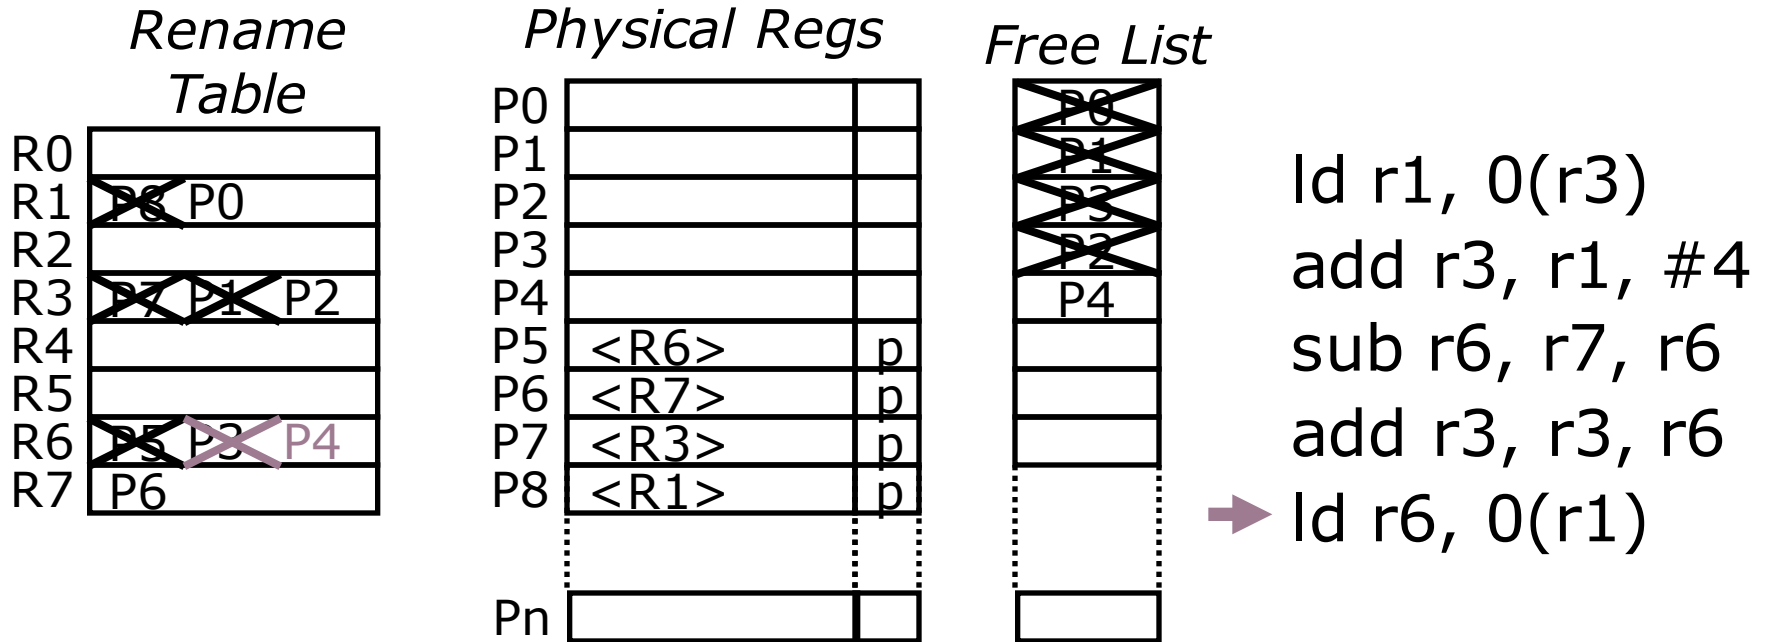 Rename Table
Physical Regs
Free List
R0
R1 P8 P0
R2
R3 P7 P1 P2
R4
R5
R6 P5 P3 P4
R7 P6
P0
P1
P2
P3
P4
P5 <R6> p
P6 <R7> p
P7 <R3> p
P8 <R1> p
Pn
P0
P1
P3
P2
P4
ld r1, 0(r3)
add r3, r1, #4
sub r6, r7, r6
add r3, r3, r6
ld r6, 0(r1)